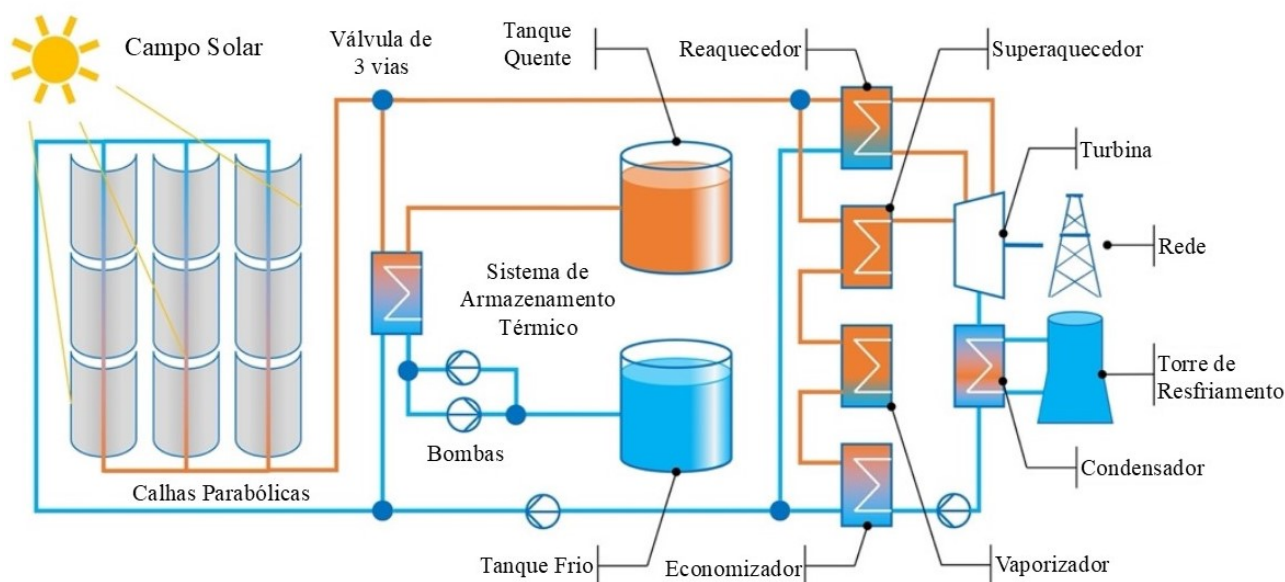 Campo Solar
Válvula de
3 vias
Tanque
Quente
Reaquecedor
Superaquecedor
Turbina
Rede
Sistema de
Armazenamento
Térmico
Torre de
Resfriamento
Bombas
Condensador
Calhas Parabólicas
Tanque Frio
Economizador
Vaporizador